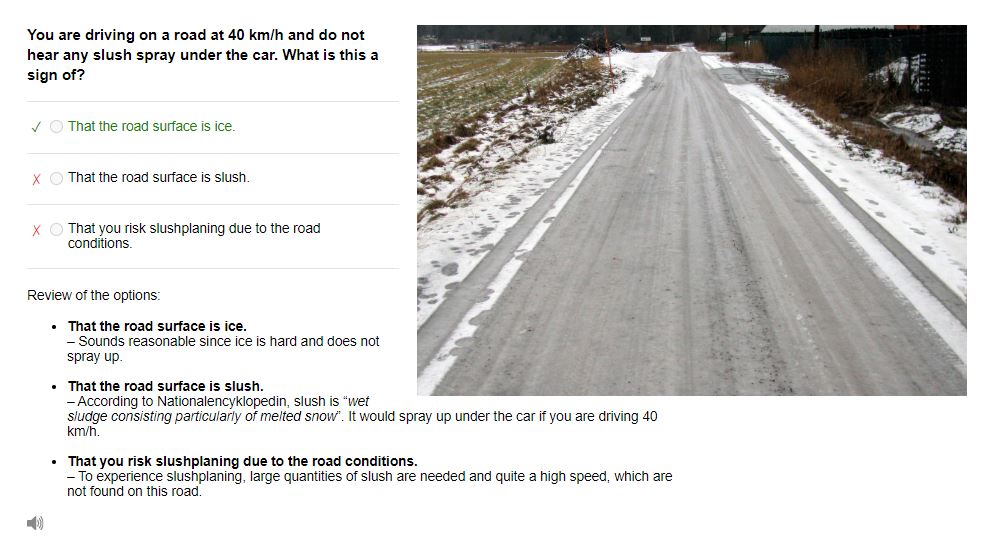 You are driving on a road at 40 km/h and do not
hear any slush spray under the car. What is this a
sign of?
✓ That the road surface is ice.
X That the road surface is slush.
X That you risk slushplaning due to the road
conditions.
Review of the options:
• That the road surface is ice.
– Sounds reasonable since ice is hard and does not
spray up.
• That the road surface is slush.
– According to Nationalencyklopedin, slush is “wet
sludge consisting particularly of melted snow”. It would spray up under the car if you are driving 40
km/h.
• That you risk slushplaning due to the road conditions.
– To experience slushplaning, large quantities of slush are needed and quite a high speed, which are
not found on this road.